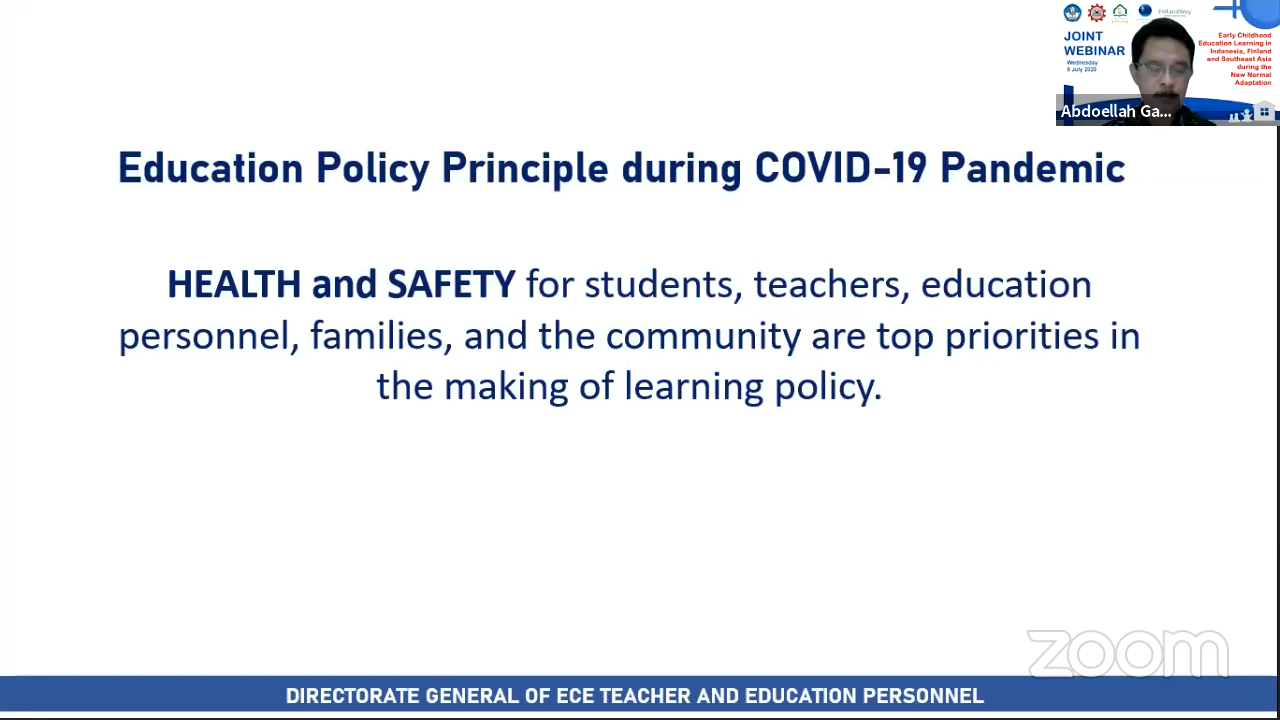 FinlandWay
JOINT
WEBINAR
Wednesday
8 July 2020
Early Childhood
Education Learning in
Indonesia, Finland
and Southeast Asia
during the
New Normal
Adaptation
Abdoellah Ga...
Education Policy Principle during COVID-19 Pandemic
HEALTH and SAFETY for students, teachers, education
personnel, families, and the community are top priorities in
the making of learning policy.
zoom
DIRECTORATE GENERAL OF ECE TEACHER AND EDUCATION PERSONNEL